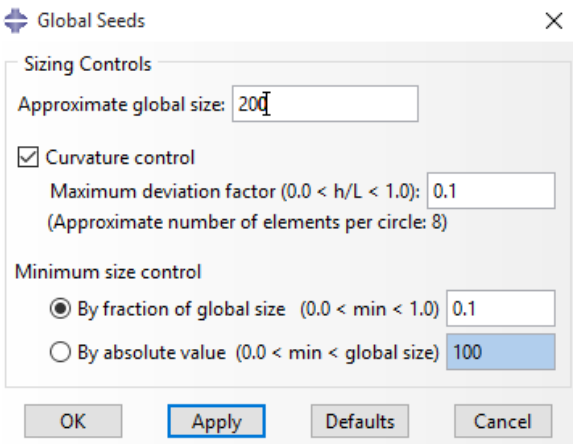 Global Seeds
Sizing Controls
Approximate global size: 200
Curvature control
Maximum deviation factor (0.0 < h/L < 1.0): 0.1
(Approximate number of elements per circle: 8)
Minimum size control
By fraction of global size (0.0 < min < 1.0) 0.1
By absolute value (0.0 < min < global size) 100
OK Apply Defaults Cancel